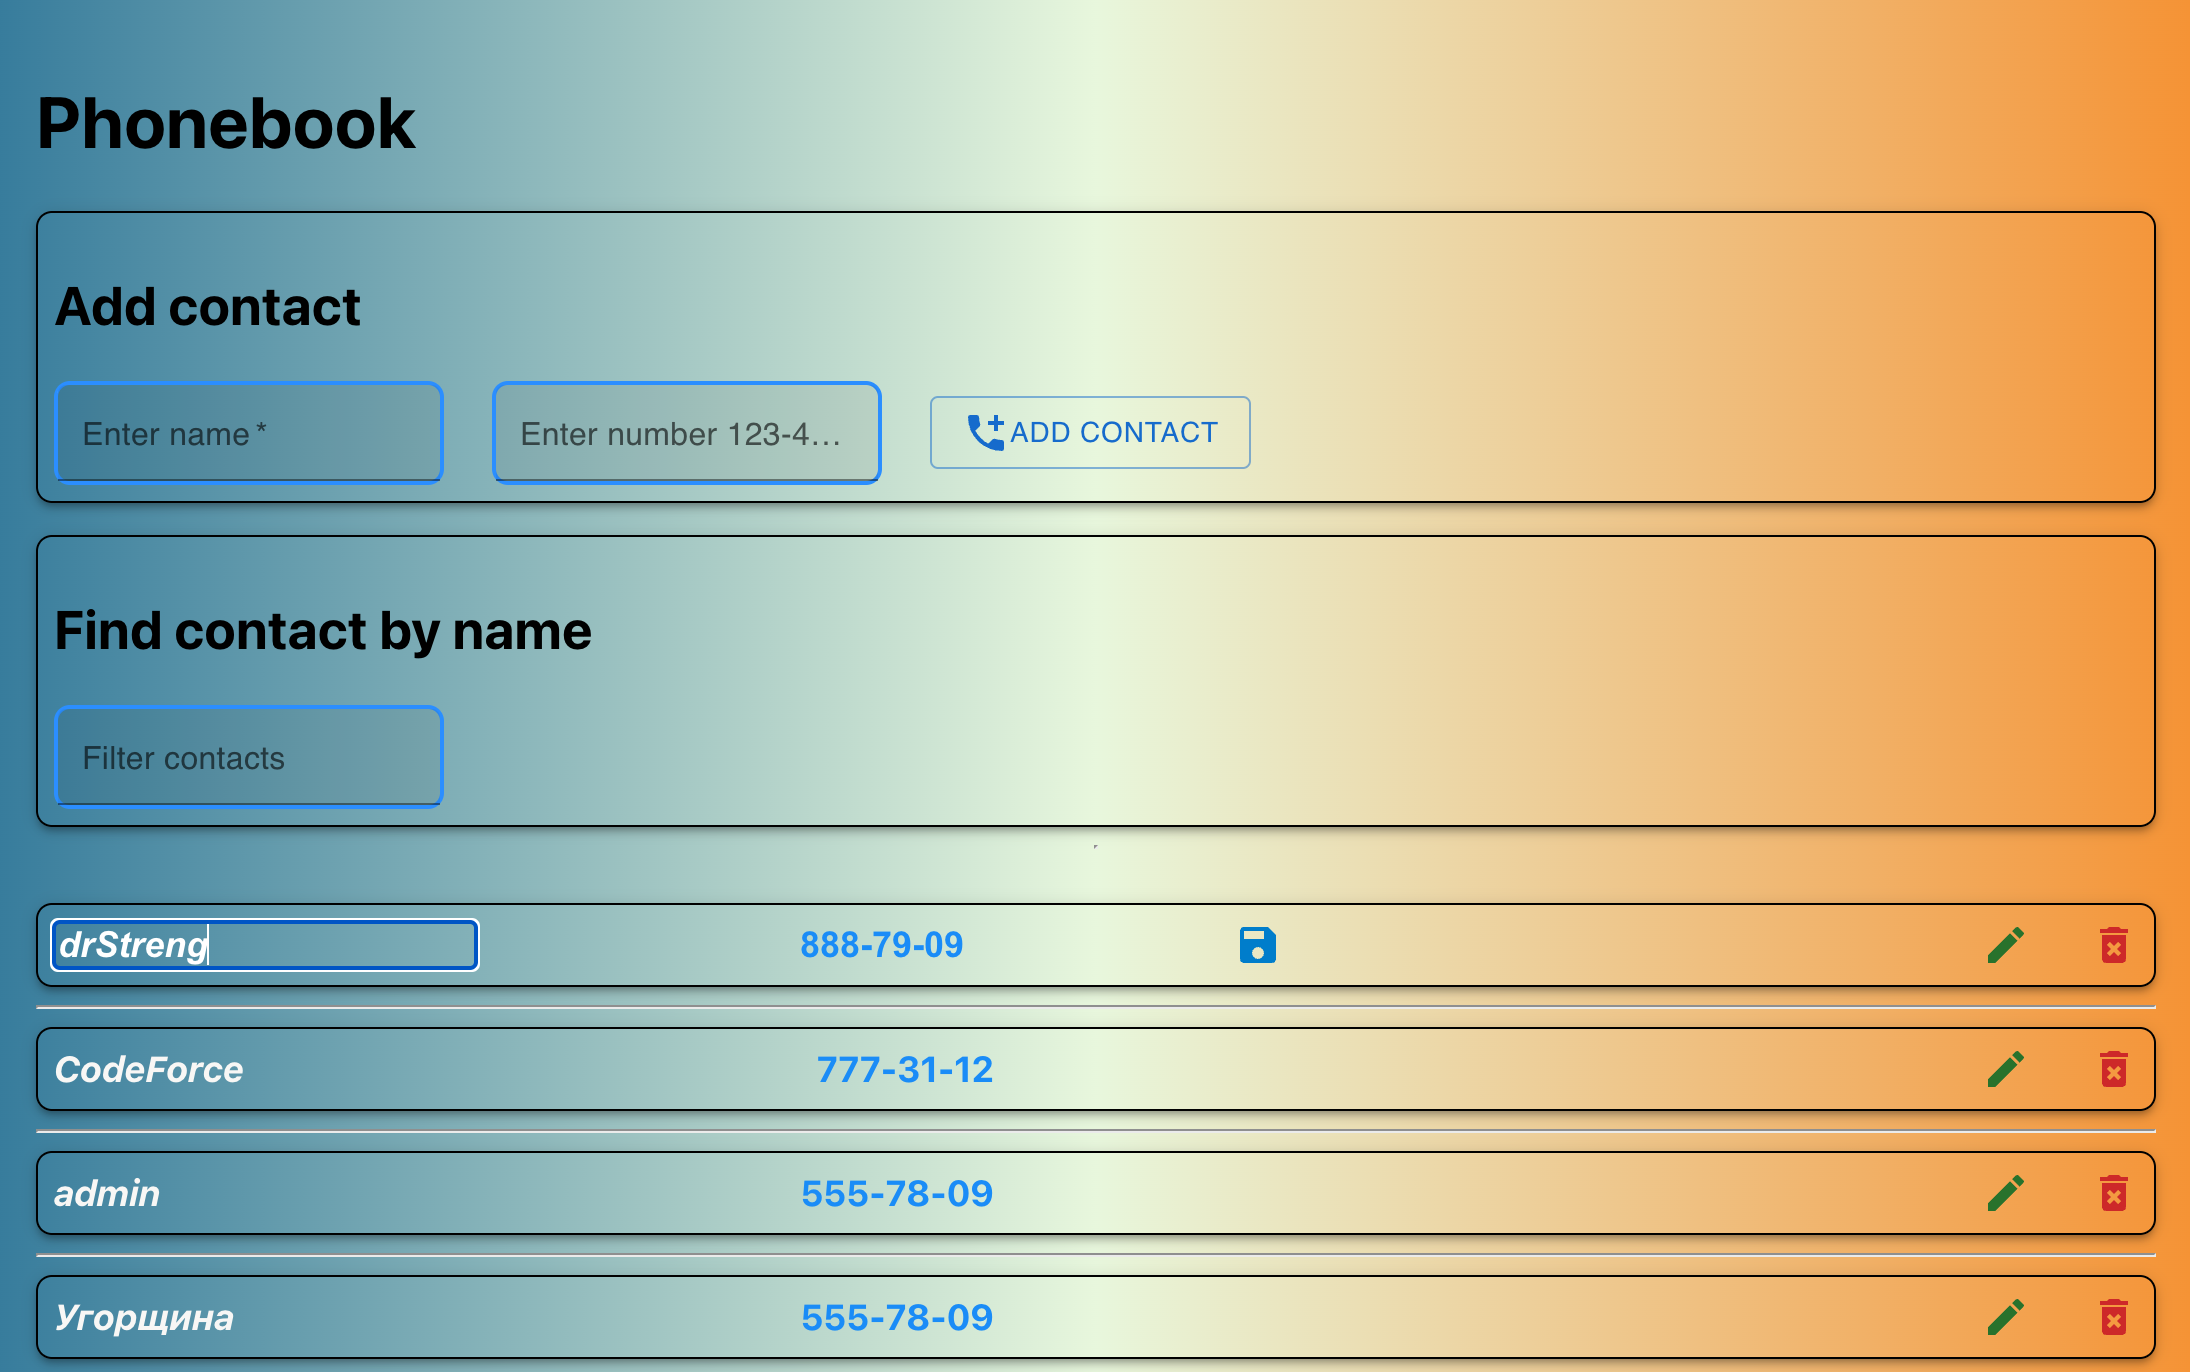 Phonebook
Add contact
Enter name *
Enter number 123-4...
ADD CONTACT
Find contact by name
Filter contacts
drStreng 888-79-09
CodeForce 777-31-12
admin 555-78-09
Угорщина 555-78-09